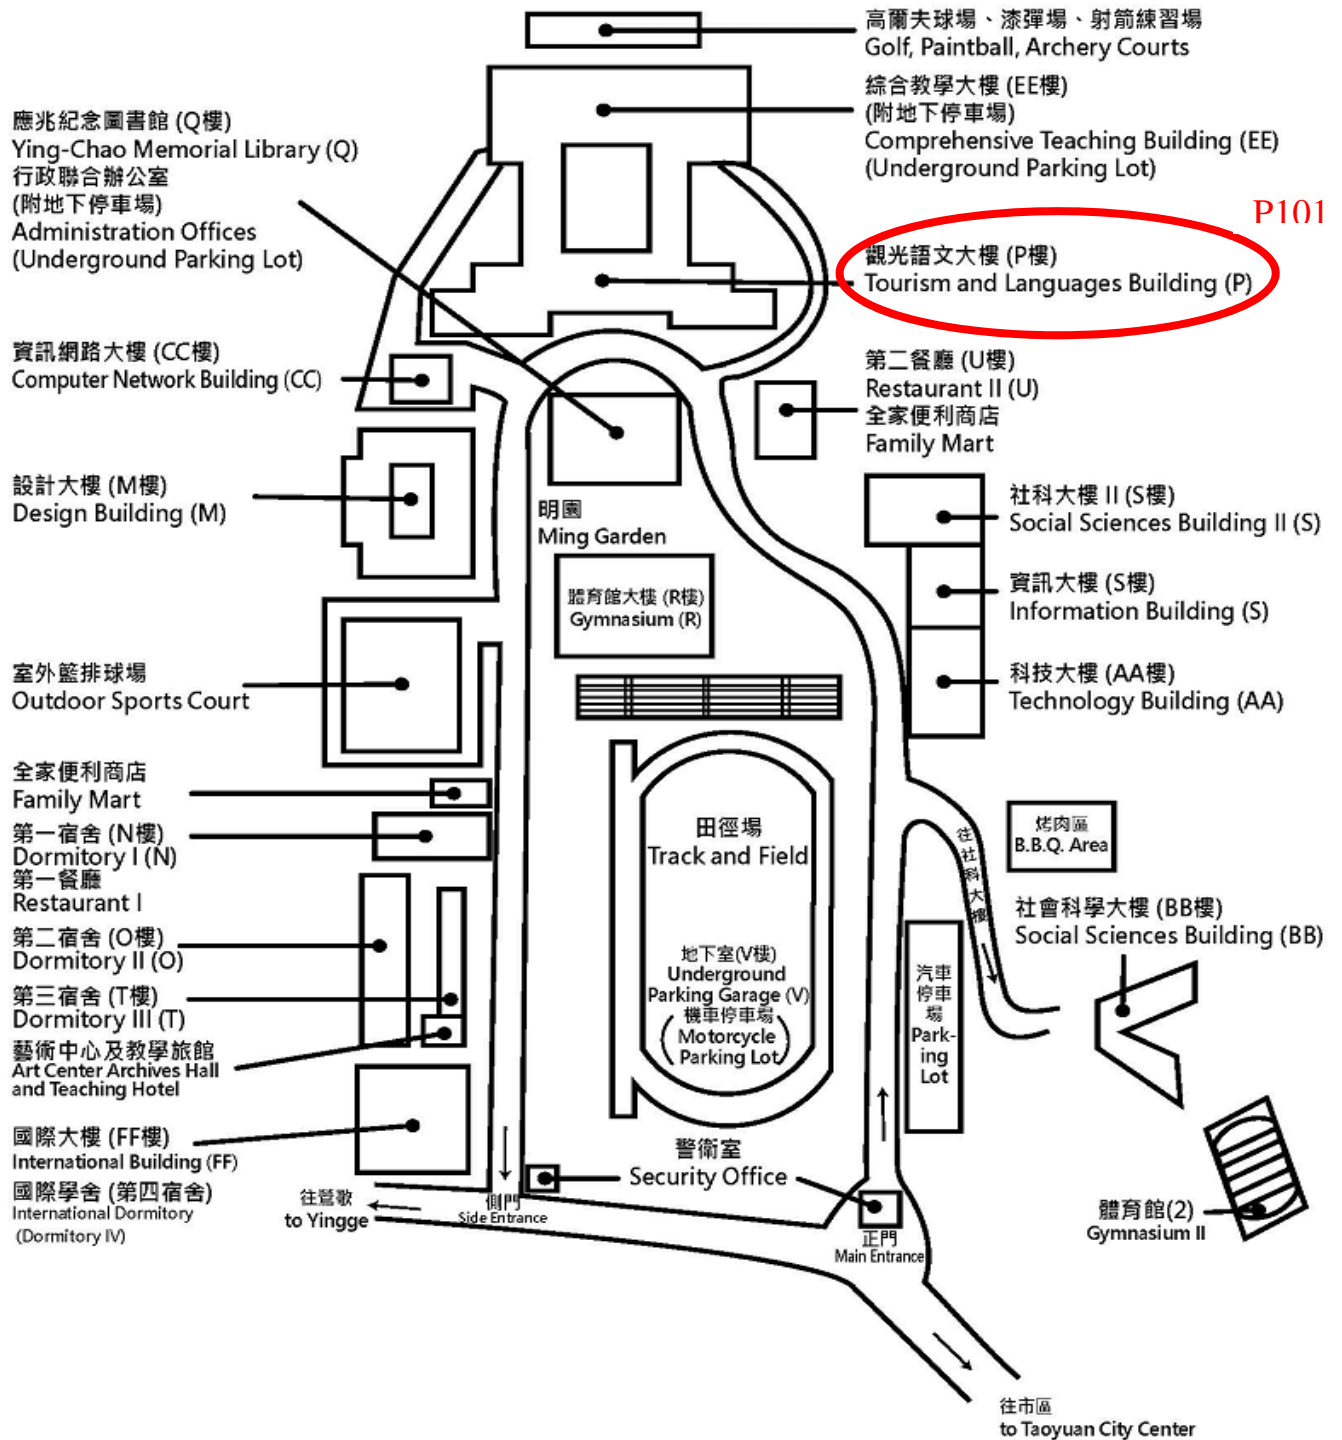 高爾夫球場、漆彈場、射箭練習場
Golf, Paintball, Archery Courts
綜合教學大樓 (EE樓)
(附地下停車場)
Comprehensive Teaching Building (EE)
(Underground Parking Lot)
P101
觀光語文大樓 (P樓)
Tourism and Languages Building (P)
應兆紀念圖書館 (Q樓)
Ying-Chao Memorial Library (Q)
行政聯合辦公室
(附地下停車場)
Administration Offices
(Underground Parking Lot)
資訊網路大樓 (CC樓)
Computer Network Building (CC)
第二餐廳 (U樓)
Restaurant II (U)
全家便利商店
Family Mart
設計大樓 (M樓)
Design Building (M)
明園
Ming Garden
社科大樓 II (S樓)
Social Sciences Building II (S)
資訊大樓 (S樓)
Information Building (S)
體育館大樓 (R樓)
Gymnasium (R)
科技大樓 (AA樓)
Technology Building (AA)
室外籃排球場
Outdoor Sports Court
全家便利商店
Family Mart
第一宿舍 (N樓)
Dormitory I (N)
第一餐廳
Restaurant I
第二宿舍 (O樓)
Dormitory II (O)
第三宿舍 (T樓)
Dormitory III (T)
藝術中心及教學旅館
Art Center Archives Hall
and Teaching Hotel
國際大樓 (FF樓)
International Building (FF)
國際學舍 (第四宿舍)
International Dormitory
(Dormitory IV)
田徑場
Track and Field
地下室(V樓)
Underground
Parking Garage (V)
機車停車場
(Motorcycle
Parking Lot)
往社科大樓
烤肉區
B.B.Q. Area
社會科學大樓 (BB樓)
Social Sciences Building (BB)
汽車
停車
場
Park-
ing
Lot
警衛室
Security Office
往鶯歌
to Yingge
側門
Side Entrance
正門
Main Entrance
體育館(2)
Gymnasium II
往市區
to Taoyuan City Center